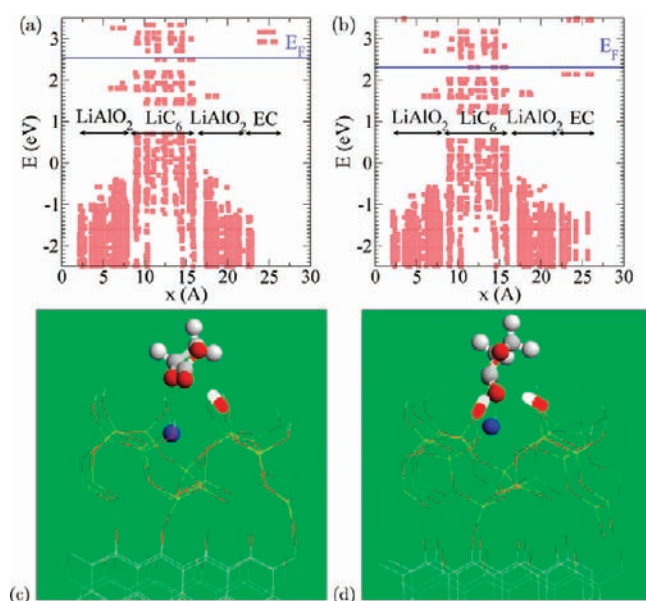 (a)
E_F
LiAlO2 LiC6 LiAlO2 EC
E (eV)
3
2
1
0
-1
-2
0 5 10 15 20 25 30
x (A)
(b)
E_F
LiAlO2 LiC6 LiAlO2 EC
E (eV)
3
2
1
0
-1
-2
0 5 10 15 20 25 30
x (A)
(c)
(d)